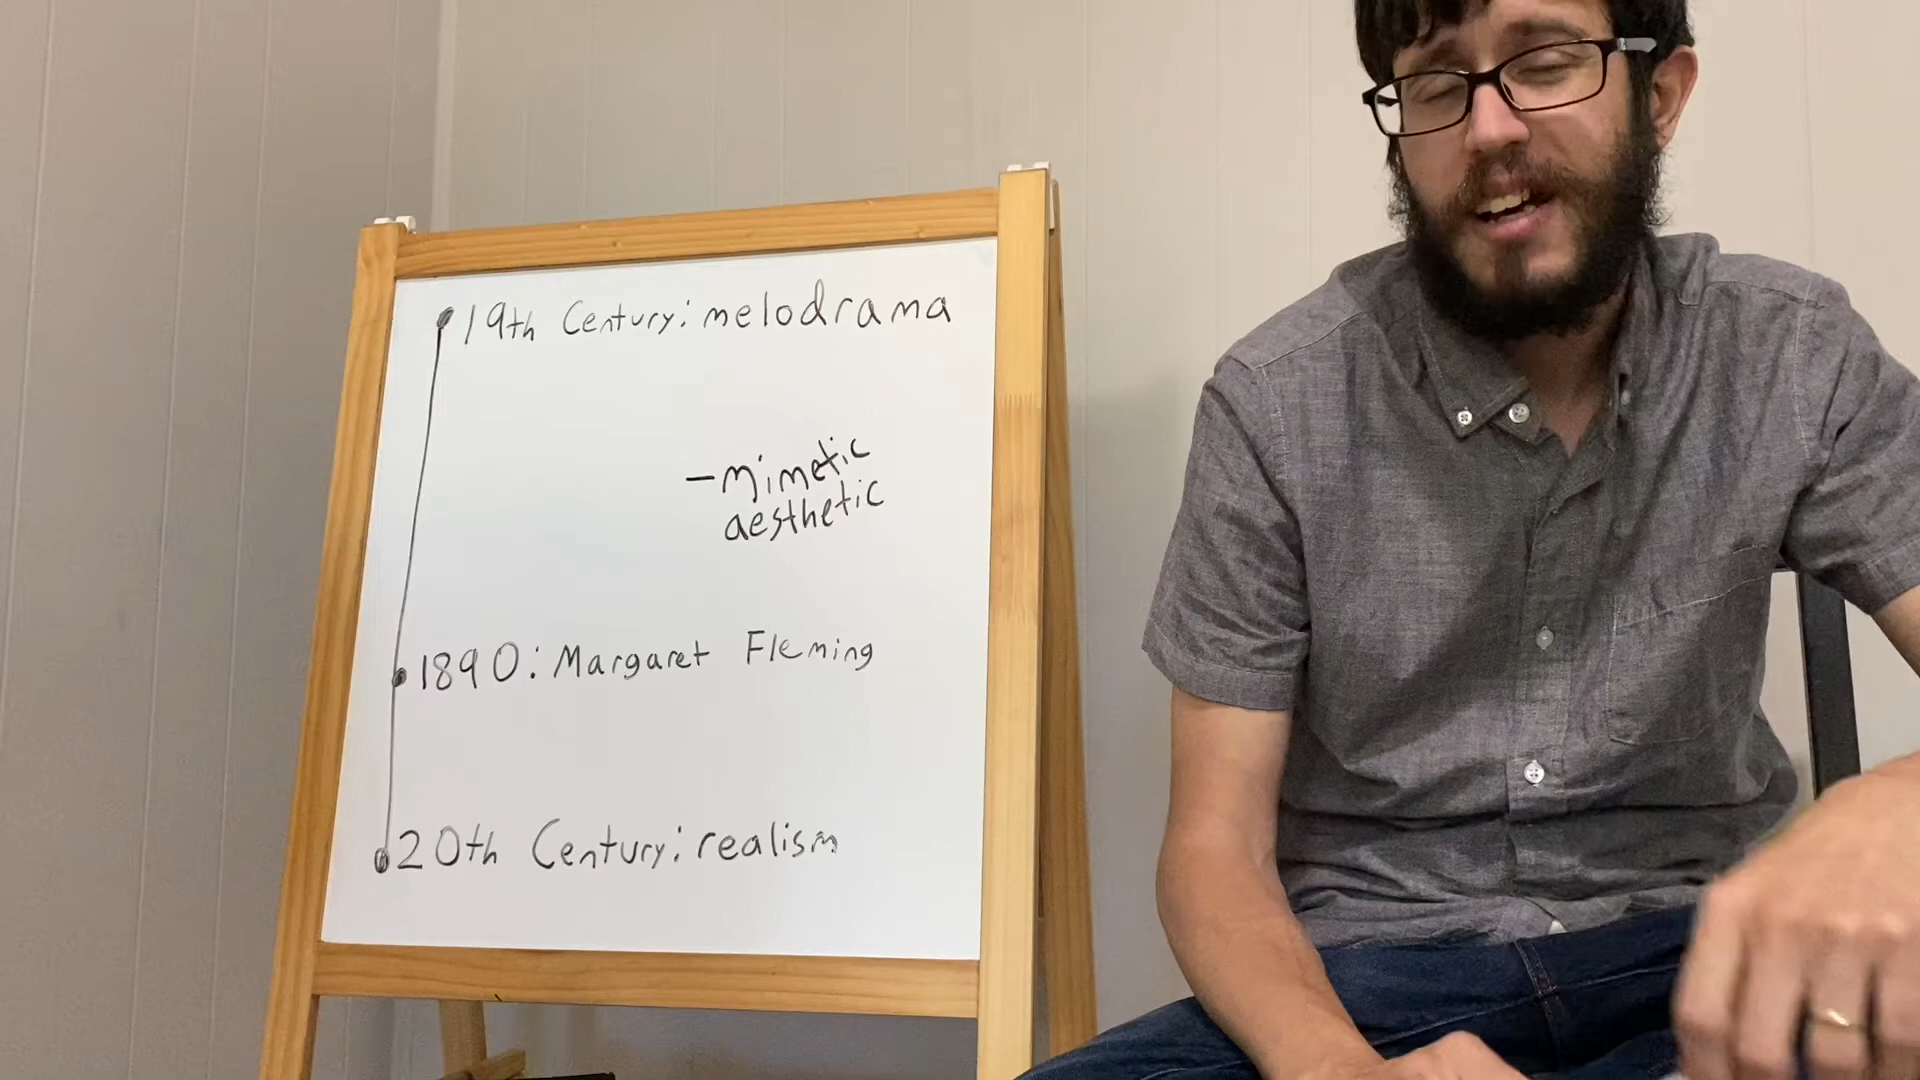 19th Century: melodrama
- mimetic
aesthetic
1890: Margaret Fleming
20th Century: realism